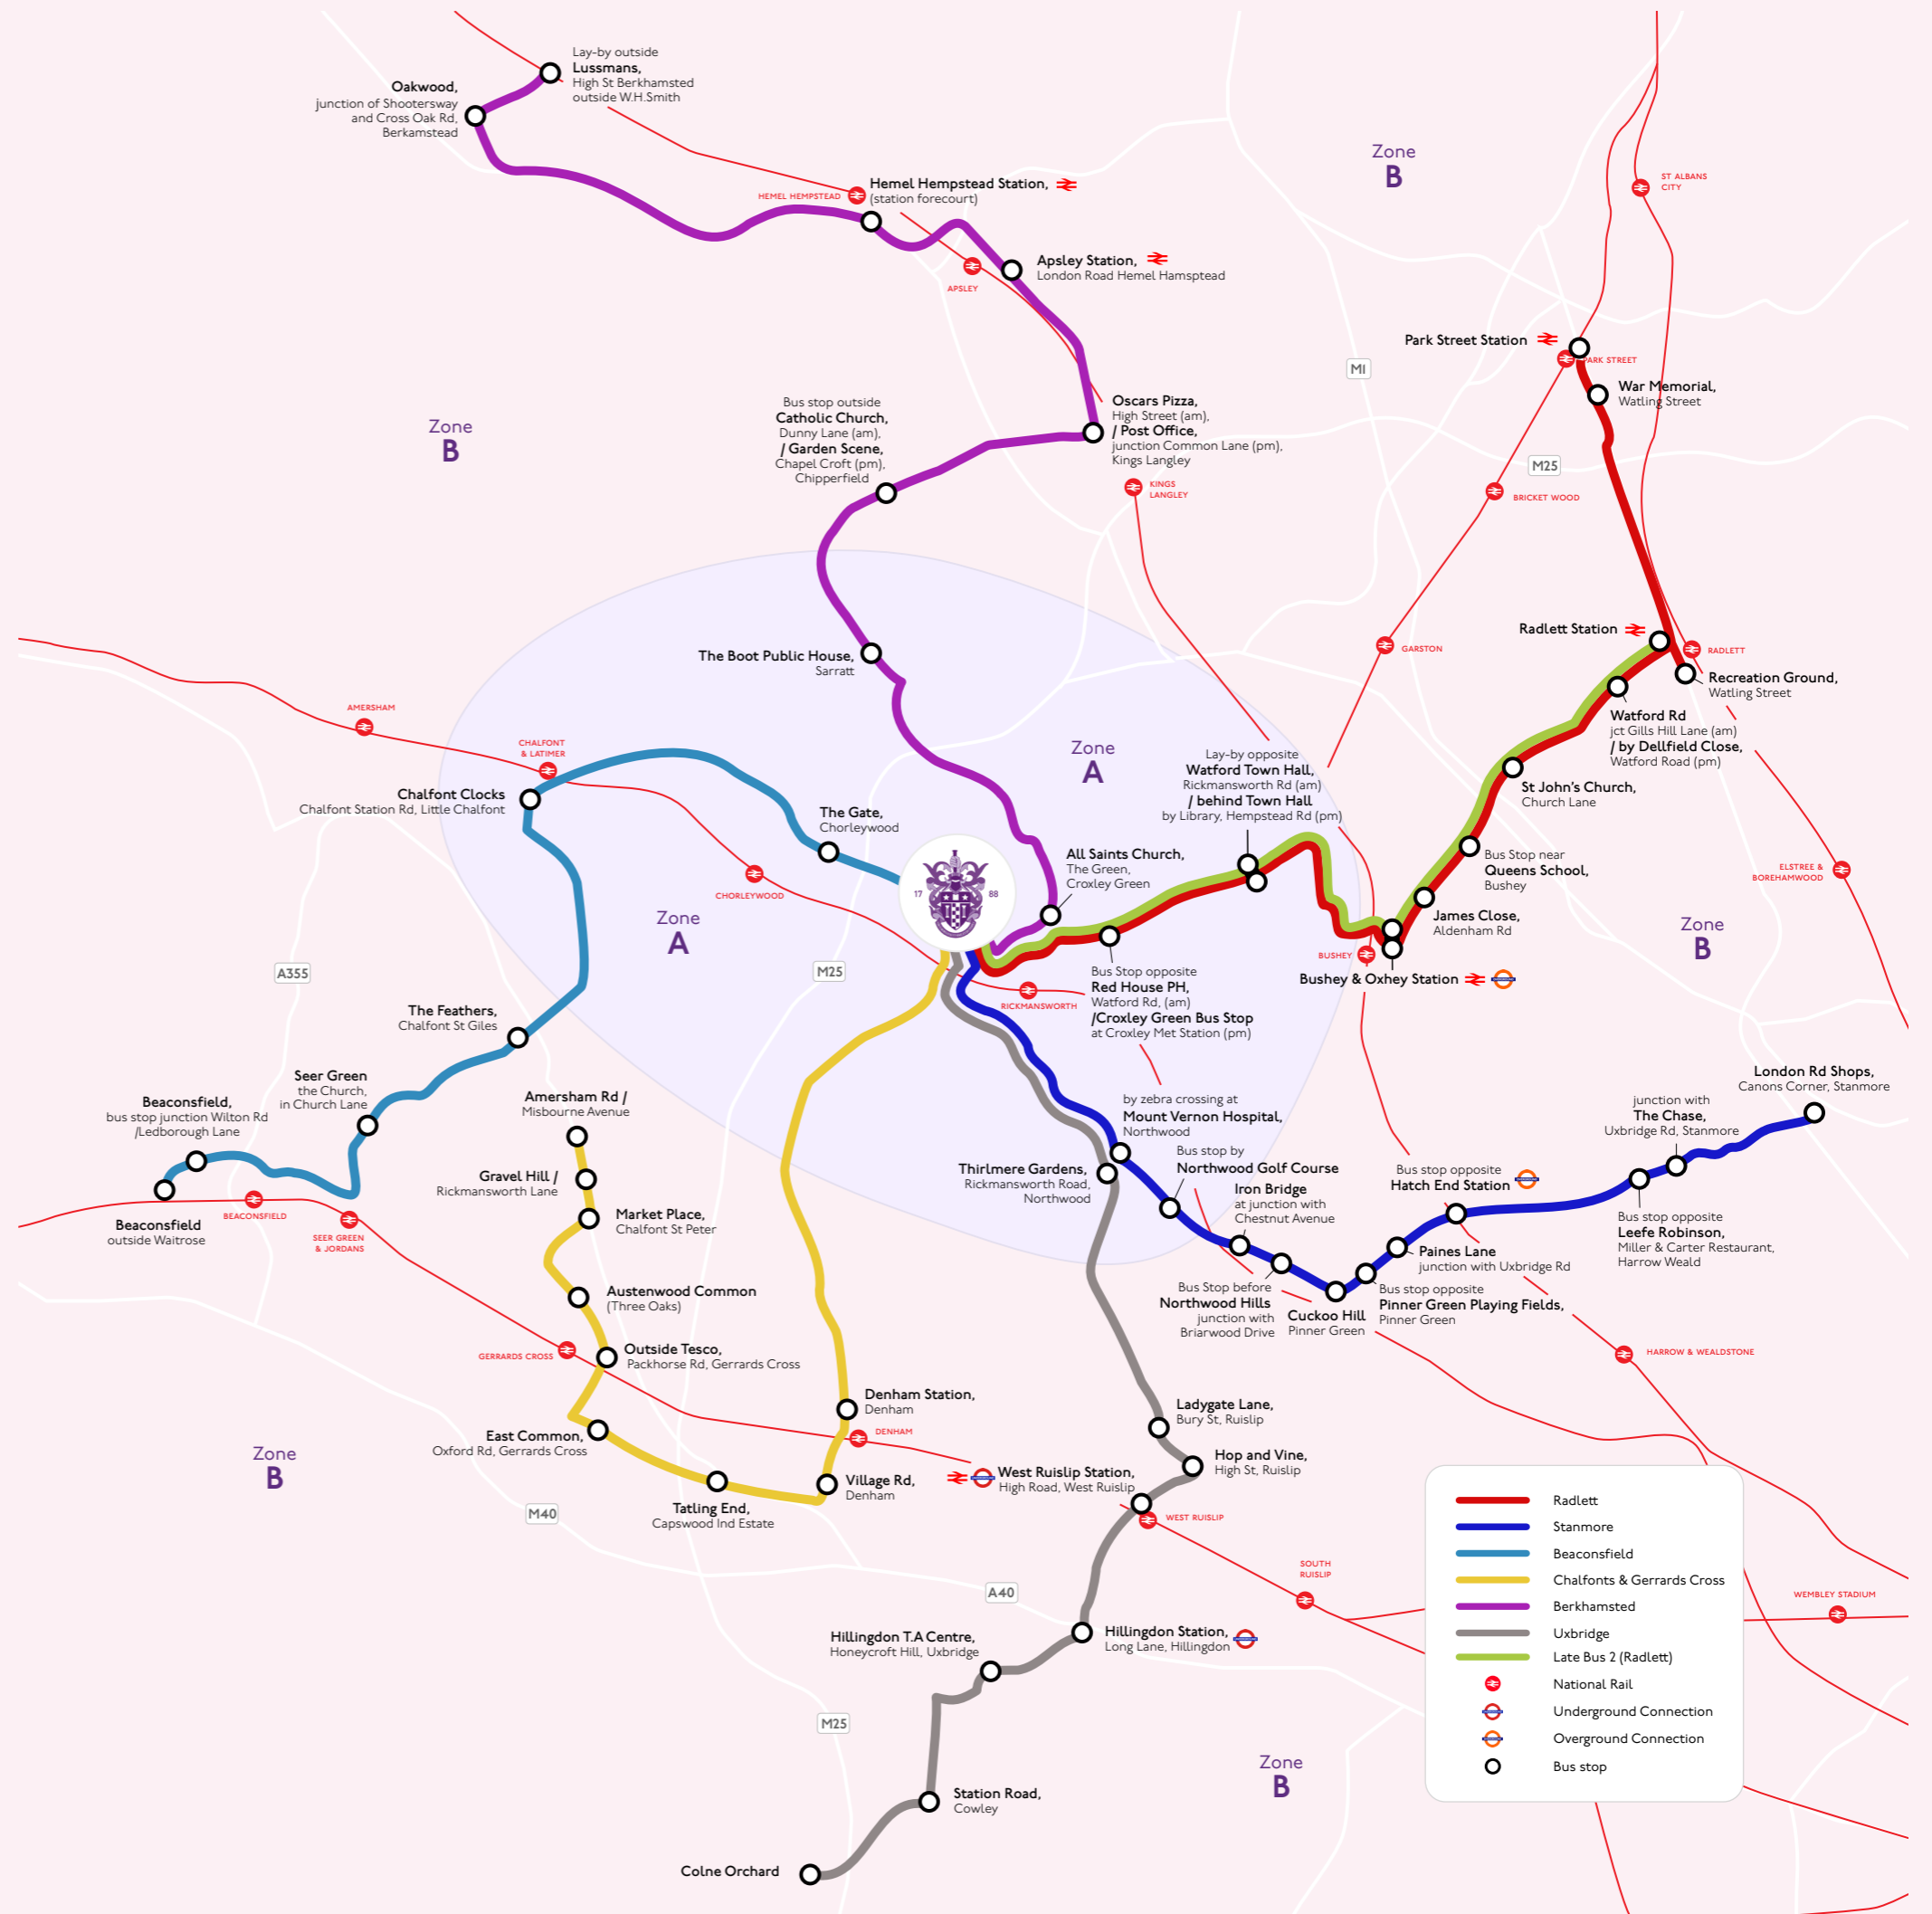 Lay-by outside
Lussmans,
High St Berkhamsted
outside W.H.Smith
Oakwood,
junction of Shootersway
and Cross Oak Rd,
Berkamstead
Zone
B
ST ALBANS
CITY
HEMEL HEMPSTEAD
Hemel Hempstead Station,
(station forecourt)
Apsley Station,
London Road Hemel Hamsptead
APSLEY
Park Street Station
PARK STREET
War Memorial,
Watling Street
M1
Zone
B
Bus stop outside
Catholic Church,
Dunny Lane (am),
/ Garden Scene,
Chapel Croft (pm),
Chipperfield
Oscars Pizza,
High Street (am),
/ Post Office,
junction Common Lane (pm),
Kings Langley
M25
KINGS
LANGLEY
BRICKET WOOD
The Boot Public House,
Sarratt
GARSTON
Radlett Station
RADLETT
Recreation Ground,
Watling Street
Watford Rd
jct Gills Hill Lane (am)
/ by Dellfield Close,
Watford Road (pm)
AMERSHAM
CHALFONT
& LATIMER
Zone
A
Lay-by opposite
Watford Town Hall,
Rickmansworth Rd (am)
/ behind Town Hall
by Library, Hempstead Rd (pm)
St John's Church,
Church Lane
Chalfont Clocks
Chalfont Station Rd, Little Chalfont
The Gate,
Chorleywood
CHORLEYWOOD
17
88
All Saints Church,
The Green,
Croxley Green
Bus Stop near
Queens School,
Bushey
ELSTREE &
BOREHAMWOOD
James Close,
Aldenham Rd
Zone
A
Zone
B
BUSHEY
Bushey & Oxhey Station
A355
M25
RICKMANSWORTH
Bus Stop opposite
Red House PH,
Watford Rd, (am)
/Croxley Green Bus Stop
at Croxley Met Station (pm)
The Feathers,
Chalfont St Giles
Seer Green
the Church,
in Church Lane
Beaconsfield,
bus stop junction Wilton Rd
/Ledborough Lane
Beaconsfield
outside Waitrose
BEACONSFIELD
SEER GREEN
& JORDANS
Amersham Rd /
Misbourne Avenue
Gravel Hill /
Rickmansworth Lane
Market Place,
Chalfont St Peter
by zebra crossing at
Mount Vernon Hospital,
Northwood
Thirlmere Gardens,
Rickmansworth Road,
Northwood
Bus stop by
Northwood Golf Course
Iron Bridge
at junction with
Chestnut Avenue
Bus Stop before
Northwood Hills
junction with
Briarwood Drive
Cuckoo Hill
Pinner Green
Bus stop opposite
Pinner Green Playing Fields,
Pinner Green
Paines Lane
junction with Uxbridge Rd
Bus stop opposite
Hatch End Station
London Rd Shops,
Canons Corner, Stanmore
junction with
The Chase,
Uxbridge Rd, Stanmore
Bus stop opposite
Leefe Robinson,
Miller & Carter Restaurant,
Harrow Weald
Austenwood Common
(Three Oaks)
GERRARDS CROSS
Outside Tesco,
Packhorse Rd, Gerrards Cross
HARROW & WEALDSTONE
Denham Station,
Denham
DENHAM
Ladygate Lane,
Bury St, Ruislip
East Common,
Oxford Rd, Gerrards Cross
Zone
B
Hop and Vine,
High St, Ruislip
West Ruislip Station,
High Road, West Ruislip
WEST RUISLIP
Village Rd,
Denham
Tatling End,
Capswood Ind Estate
M40
SOUTH
RUISLIP
A40
WEMBLEY STADIUM
Hillingdon Station,
Long Lane, Hillingdon
Hillingdon T.A Centre,
Honeycroft Hill, Uxbridge
M25
Zone
B
Station Road,
Cowley
Colne Orchard
Radlett
Stanmore
Beaconsfield
Chalfonts & Gerrards Cross
Berkhamsted
Uxbridge
Late Bus 2 (Radlett)
National Rail
Underground Connection
Overground Connection
Bus stop